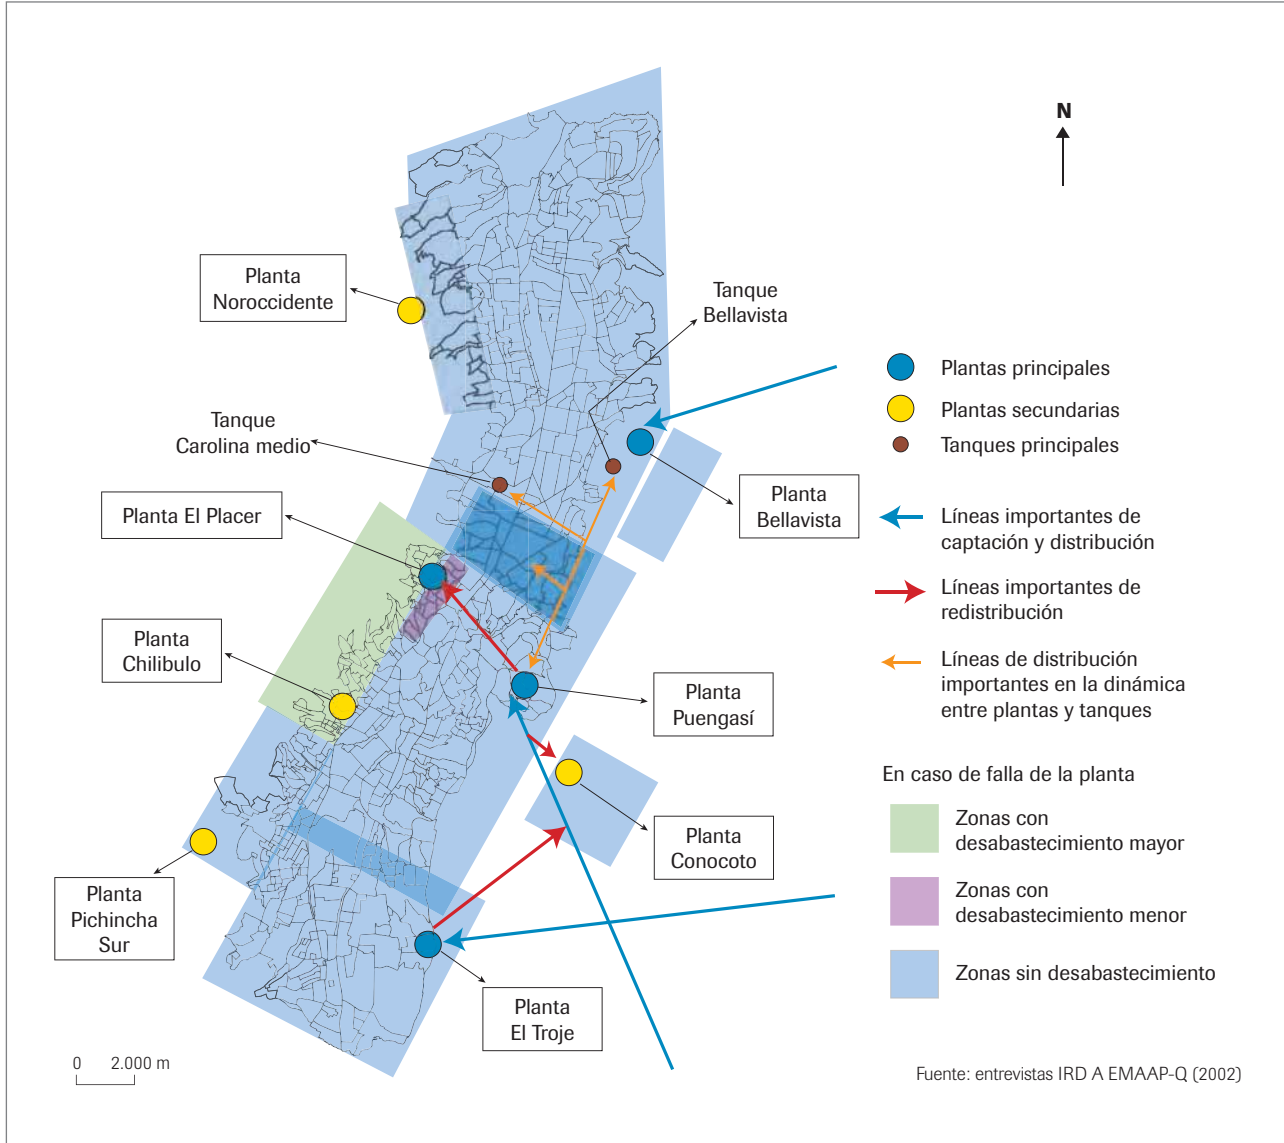 N
Planta
Noroccidente
Tanque
Bellavista
Plantas principales
Plantas secundarias
Tanques principales
Tanque
Carolina medio
Planta El Placer
Planta
Bellavista
Líneas importantes de
captación y distribución
Líneas importantes de
redistribución
Planta
Chilibulo
Líneas de distribución
importantes en la dinámica
entre plantas y tanques
Planta
Puengasí
En caso de falla de la planta
Zonas con
desabastecimiento mayor
Planta
Conocoto
Planta
Pichincha
Sur
Zonas con
desabastecimiento menor
Zonas sin desabastecimiento
Planta
El Troje
0 2.000 m
Fuente: entrevistas IRD A EMAAP-Q (2002)